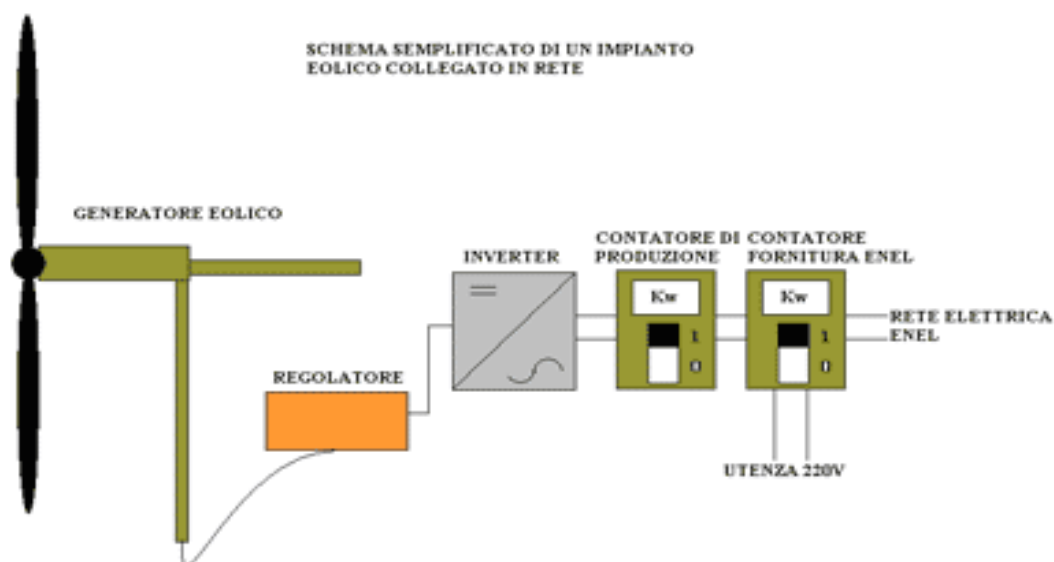 SCHEMA SEMPLIFICATO DI UN IMPIANTO
EOLICO COLLEGATO IN RETE
GENERATORE EOLICO
INVERTER
CONTATORE DI
PRODUZIONE
CONTATORE
FORNITURA ENEL
Kw
1
0
Kw
1
0
RETE ELETTRICA
ENEL
REGOLATORE
UTENZA 220V